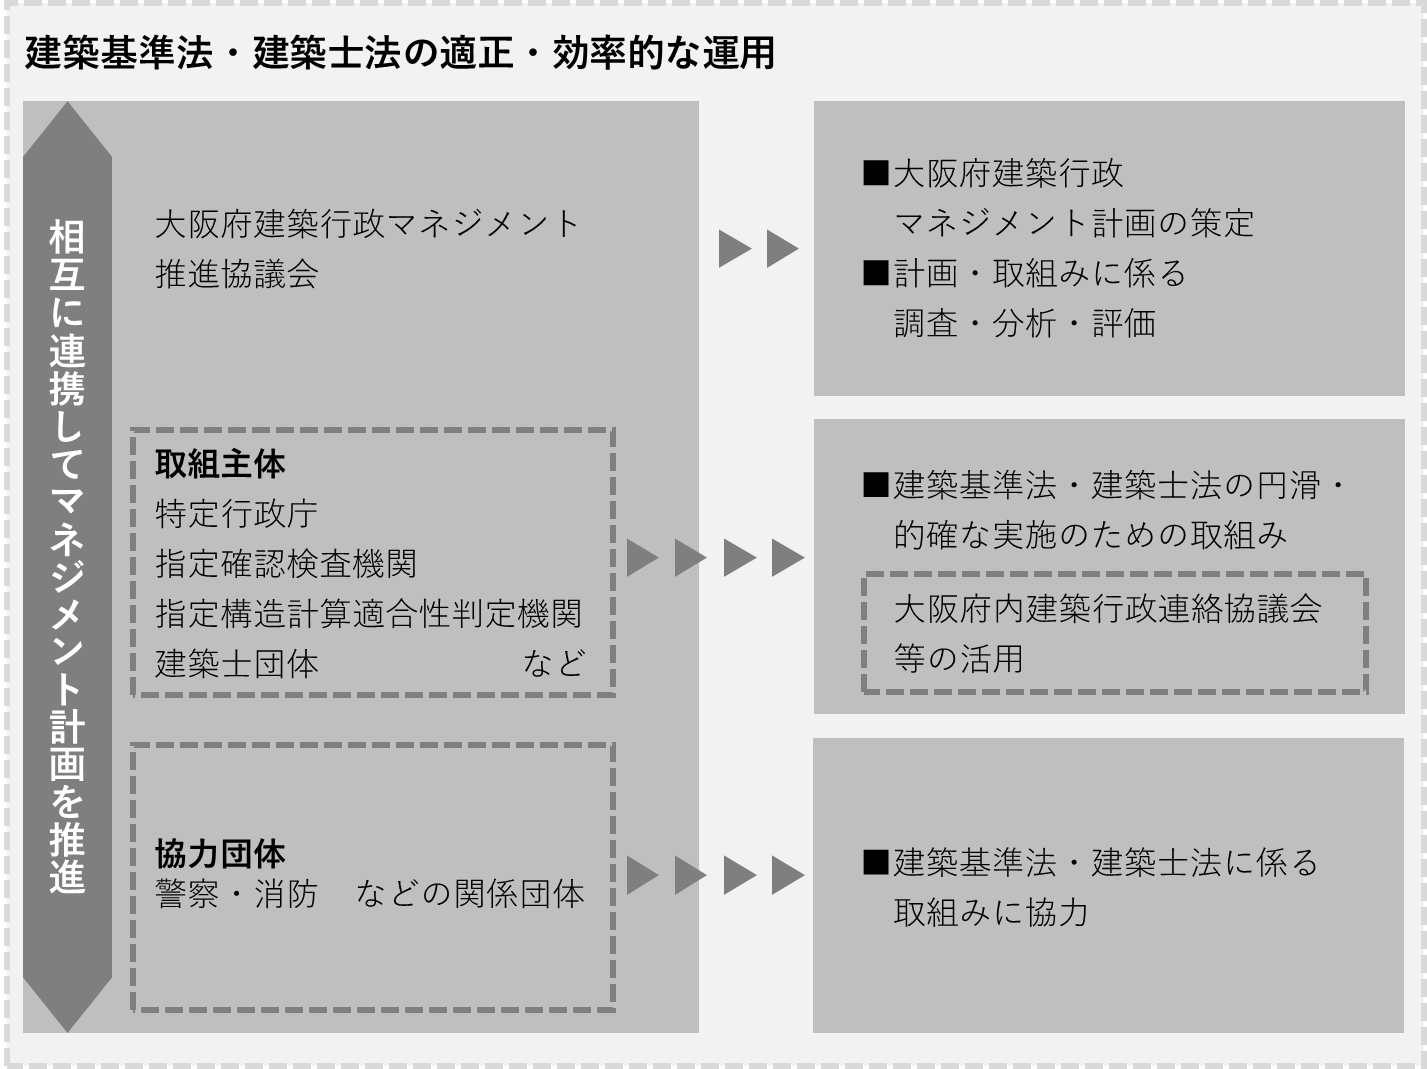 建築基準法・建築士法の適正・効率的な運用
相互に連携してマネジメント計画を推進
大阪府建築行政マネジメント
推進協議会
■大阪府建築行政
マネジメント計画の策定
■計画・取組みに係る
調査・分析・評価
取組主体
特定行政庁
指定確認検査機関
指定構造計算適合性判定機関
建築士団体　　　　　　など
■建築基準法・建築士法の円滑・
的確な実施のための取組み
大阪府内建築行政連絡協議会
等の活用
協力団体
警察・消防　などの関係団体
■建築基準法・建築士法に係る
取組みに協力